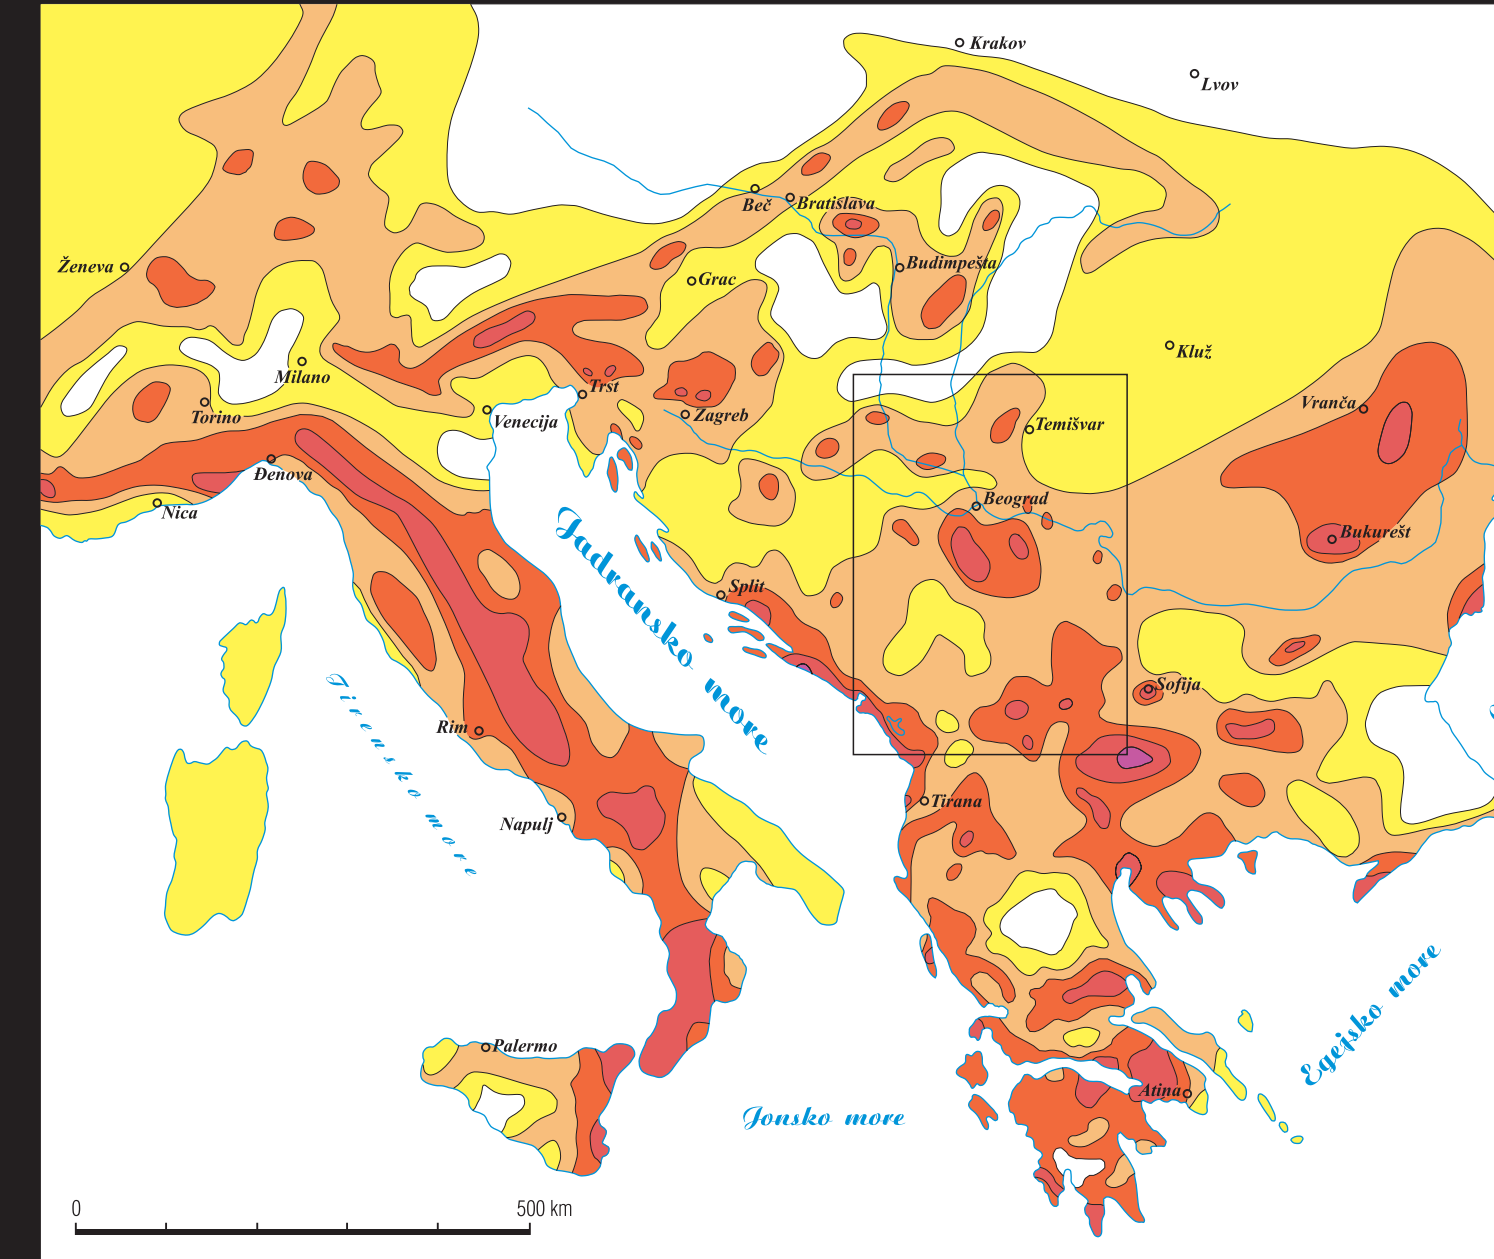 Krakov
Lvov
Beč
Bratislava
Ženeva
Budimpešta
Grac
Kluž
Milano
Trst
Torino
Venecija
Zagreb
Temišvar
Vranča
Đenova
Nica
Beograd
Bukurešt
Jadransko more
Split
Sofija
Tirensko more
Rim
Tirana
Napulj
Egejsko more
Palermo
Atina
Jonsko more
0 500 km